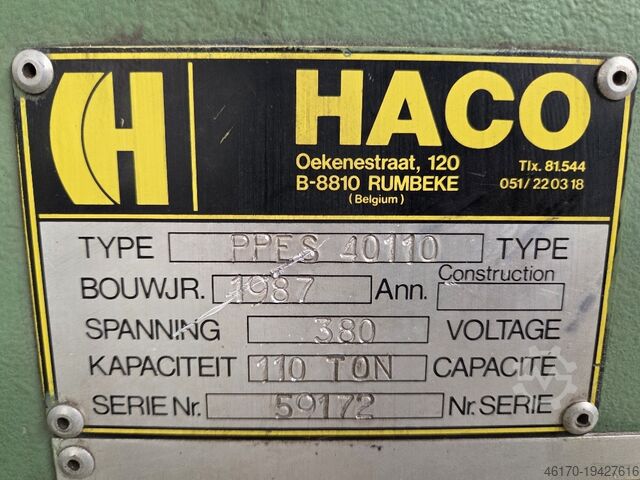 H HACO
Oekenestraat, 120
B-8810 RUMBEKE
(Belgium)
Tlx. 81.544
051/220318
TYPE PPES 40110 TYPE
BOUWJR. 1987 Ann. Construction
SPANNING 380 VOLTAGE
KAPACITEIT 110 TON CAPACITÉ
SERIE Nr. 59172 Nr. SERIE
46170-19427616